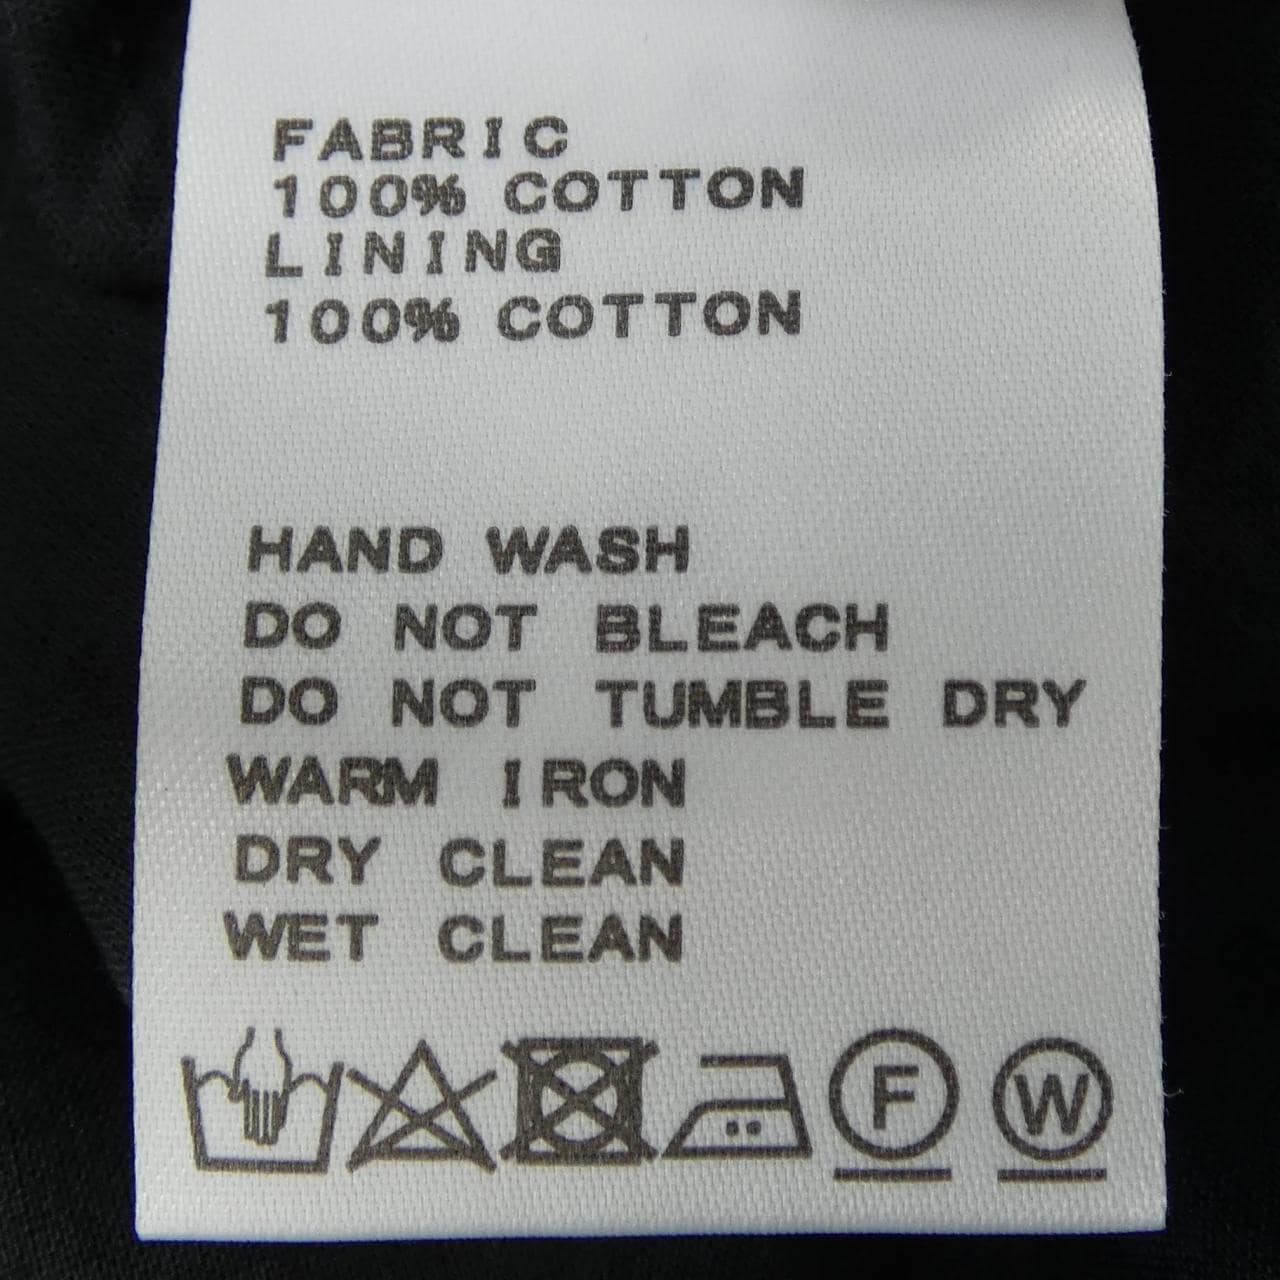 FABRIC
100% COTTON
LINING
100% COTTON
HAND WASH
DO NOT BLEACH
DO NOT TUMBLE DRY
WARM IRON
DRY CLEAN
WET CLEAN
F W